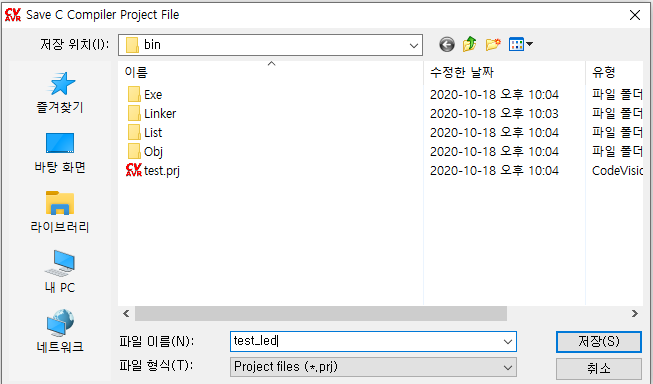 CV AVR Save C Compiler Project File
저장 위치(I): bin
이름 수정한 날짜 유형
Exe 2020-10-18 오후 10:04 파일 폴더
Linker 2020-10-18 오후 10:03 파일 폴더
List 2020-10-18 오후 10:04 파일 폴더
Obj 2020-10-18 오후 10:04 파일 폴더
CV AVR test.prj 2020-10-18 오후 10:04 CodeVisio
즐겨찾기
바탕 화면
라이브러리
내 PC
네트워크
파일 이름(N): test_led 저장(S)
파일 형식(T): Project files (*.prj) 취소